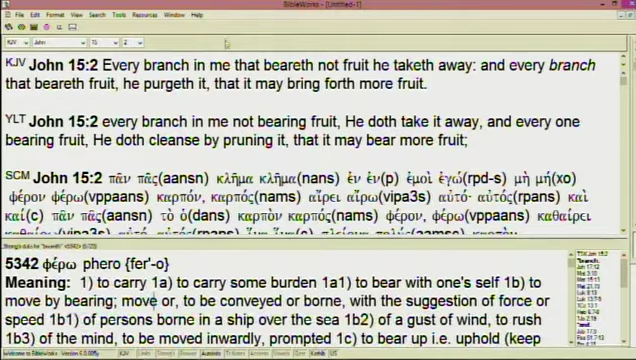 BibleWorks - [Untitled-1]
File Edit Format View Search Tools Resources Window Help
KJV John 15 2
KJV John 15:2 Every branch in me that beareth not fruit he taketh away: and every branch
that beareth fruit, he purgeth it, that it may bring forth more fruit.
YLT John 15:2 every branch in me not bearing fruit, He doth take it away, and every one
bearing fruit, He doth cleanse by pruning it, that it may bear more fruit;
SCM John 15:2 πᾶν πᾶς(aansn) κλῆμα κλῆμα(nans) ἐν ἐν(p) ἐμοὶ ἐγώ(rpd-s) μὴ μή(xo)
φέρον φέρω(vppaans) καρπόν, καρπός(nams) αἴρει αἴρω(vipa3s) αὐτό· αὐτός(rpans) καὶ
καί(c) πᾶν πᾶς(aansn) τὸ ὁ(dans) καρπὸν καρπός(nams) φέρον, φέρω(vppaans) καθαίρει
5342 φέρω phero {fer'-o}
Meaning: 1) to carry 1a) to carry some burden 1a1) to bear with one's self 1b) to
move by bearing; move or, to be conveyed or borne, with the suggestion of force or
speed 1b1) of persons borne in a ship over the sea 1b2) of a gust of wind, to rush
1b3) of the mind, to be moved inwardly, prompted 1c) to bear up i.e. uphold (keep